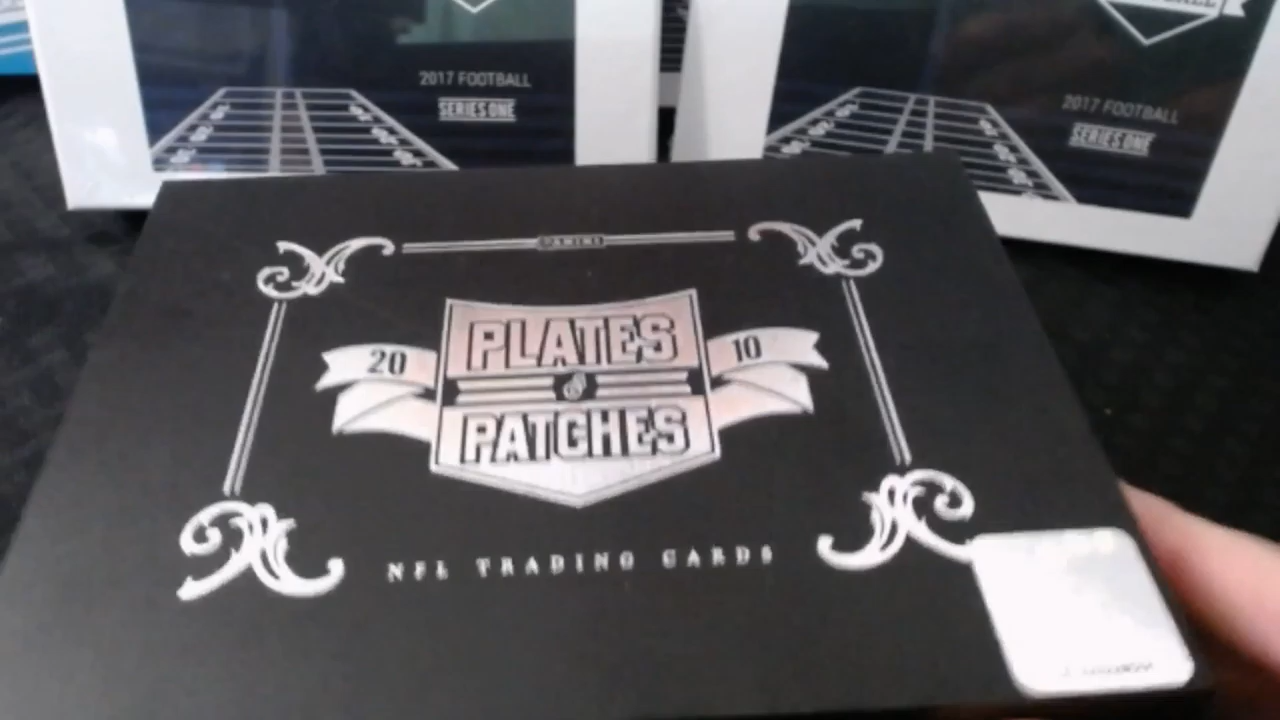 2017 FOOTBALL
SERIES ONE
2017 FOOTBALL
SERIES ONE
PANINI
20 PLATES & PATCHES 10
NFL TRADING CARDS